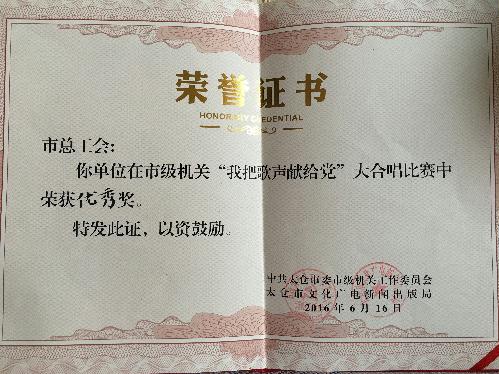 荣誉证书
HONORARY CREDENTIAL
市总工会：
你单位在市级机关“我把歌声献给党”大合唱比赛中
荣获优秀奖。
特发此证，以资鼓励。
中共太仓市委市级机关工作委员会
太仓市文化广电新闻出版局
2016年6月16日